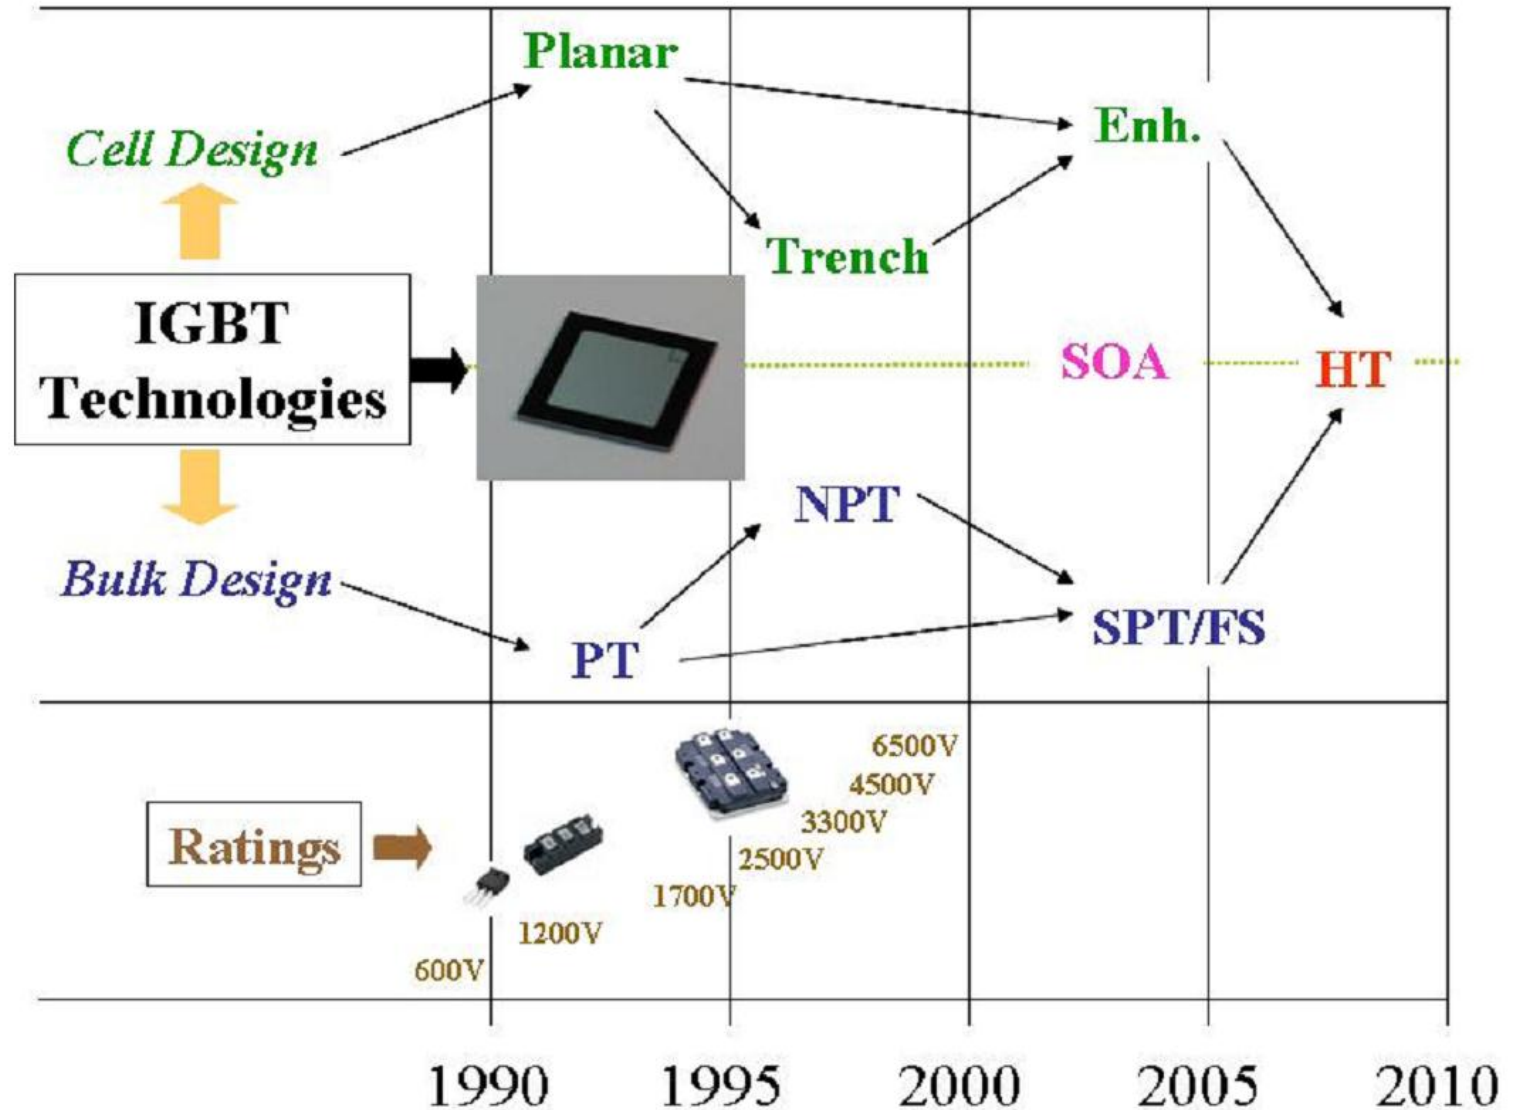 Planar
Cell Design
Enh.
Trench
IGBT
Technologies
SOA
HT
NPT
Bulk Design
PT
SPT/FS
6500V
4500V
3300V
2500V
1700V
1200V
600V
Ratings
1990
1995
2000
2005
2010